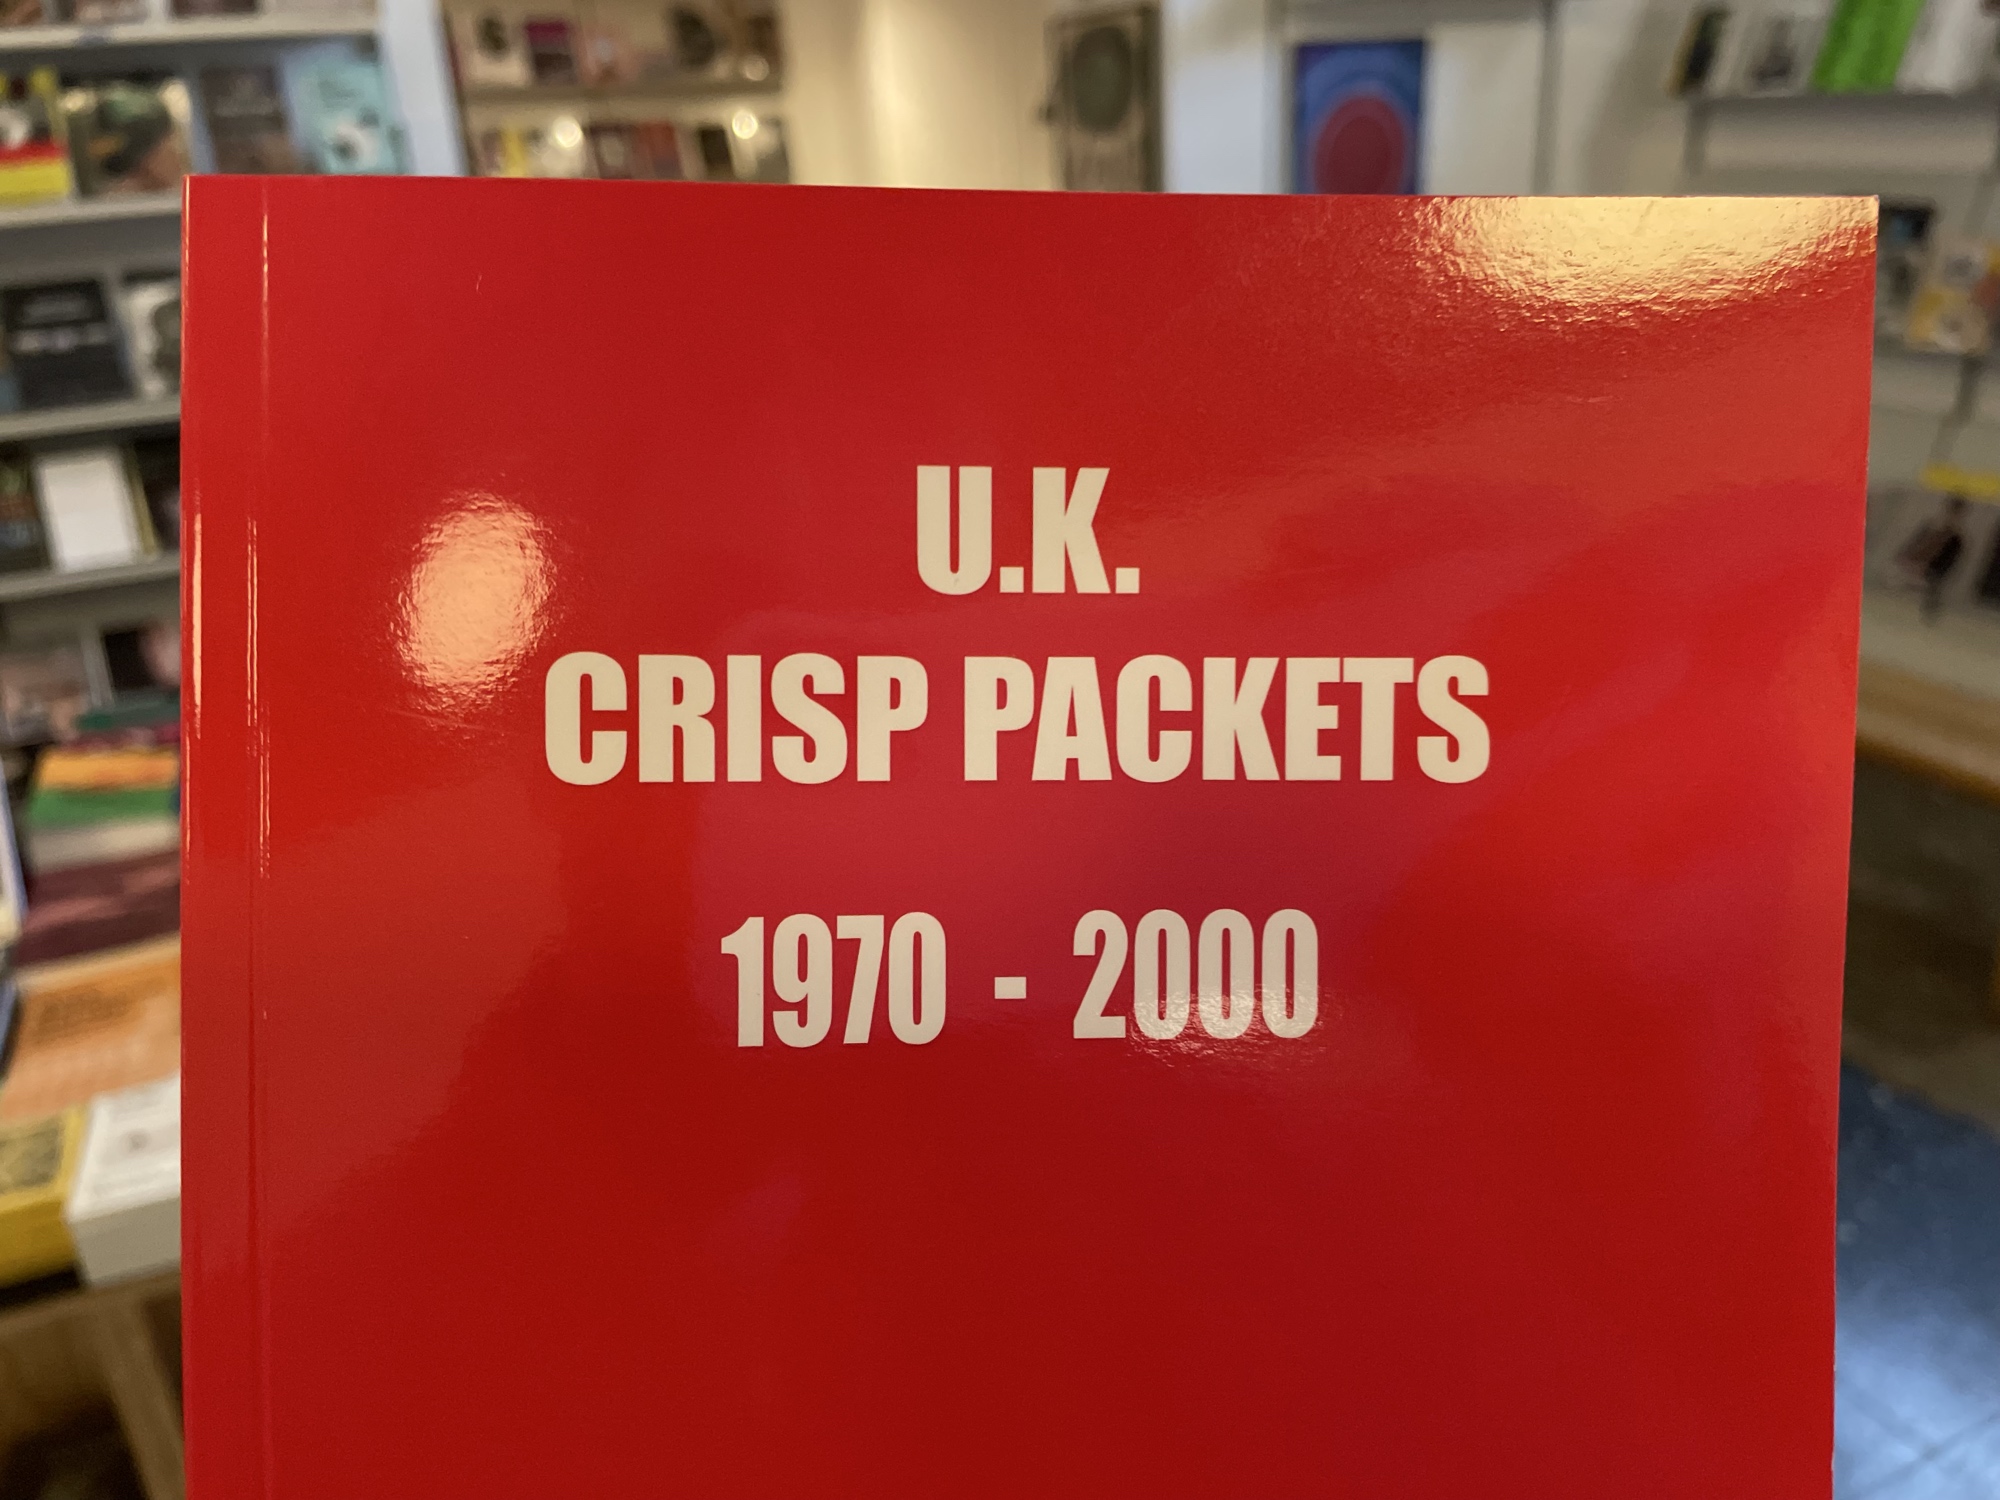 U.K.
CRISP PACKETS
1970 - 2000